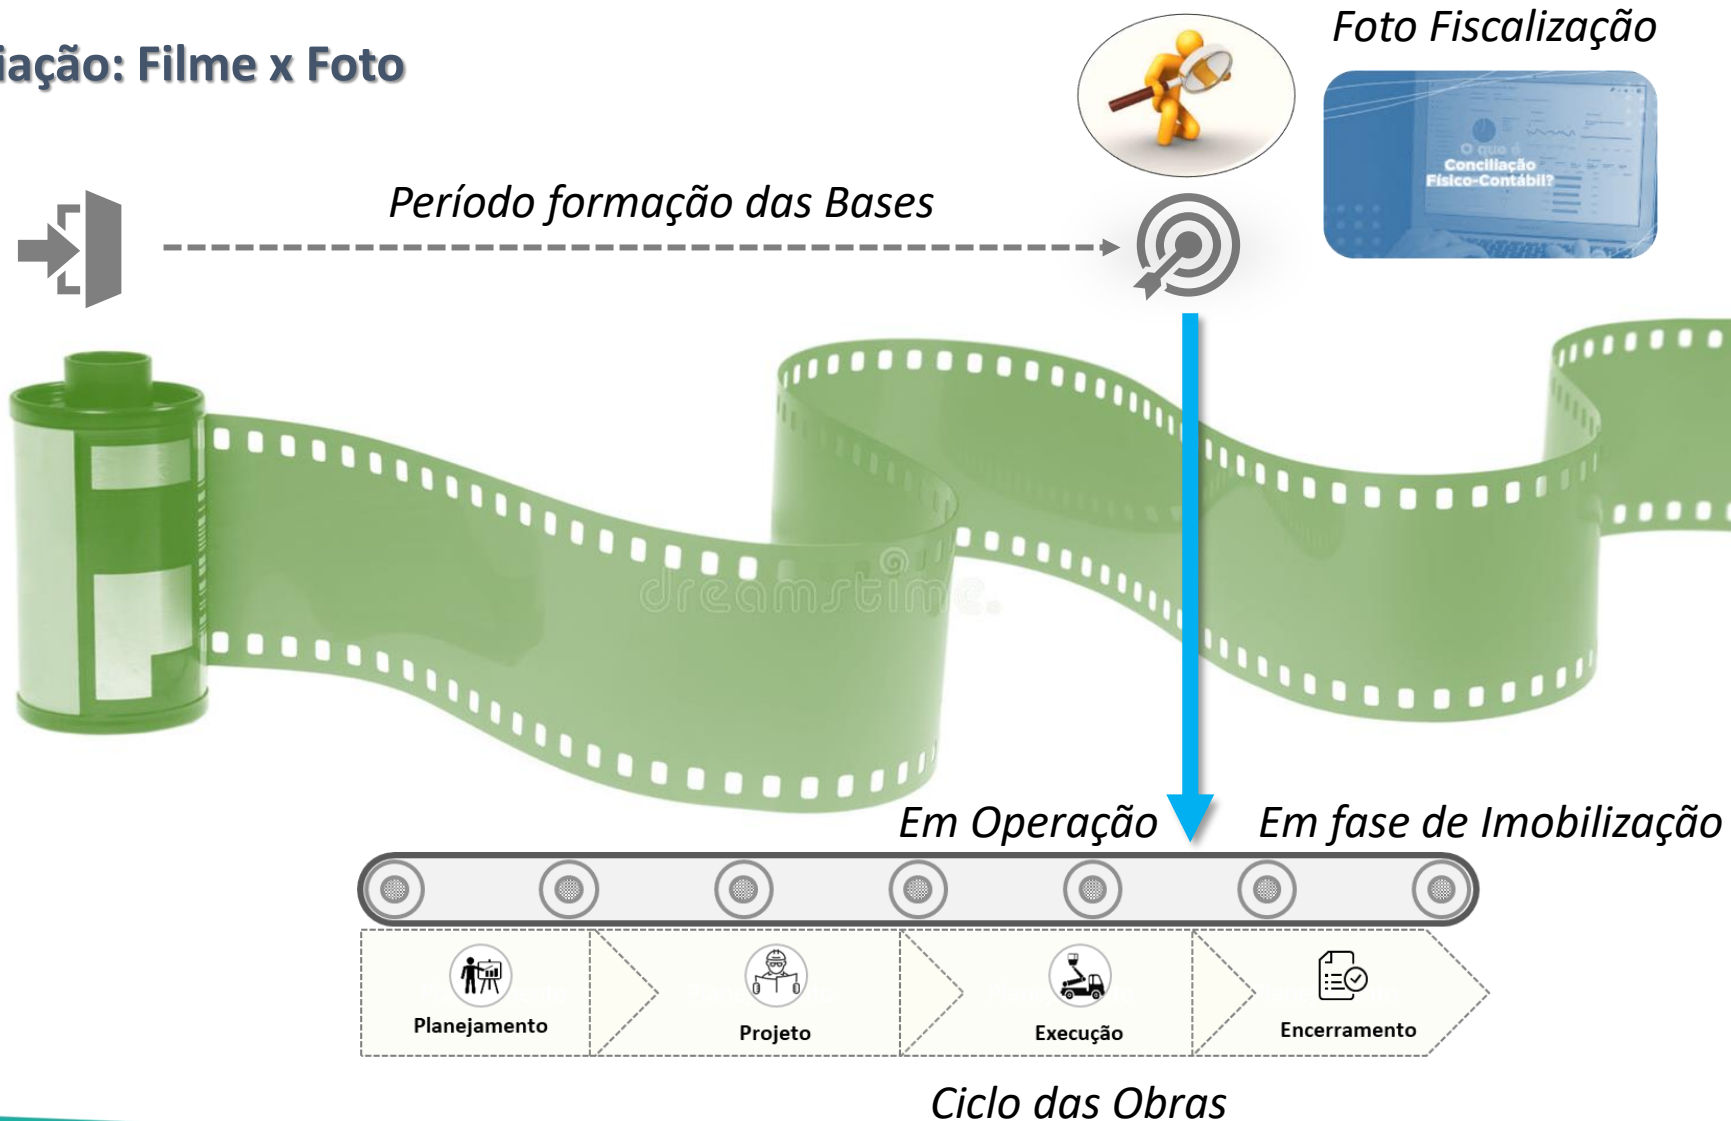 iação: Filme x Foto
Foto Fiscalização
O que é
Conciliação
Físico-Contábil?
Período formação das Bases
dreamstime.
Em Operação
Em fase de Imobilização
Planejamento
Projeto
Execução
Encerramento
Ciclo das Obras